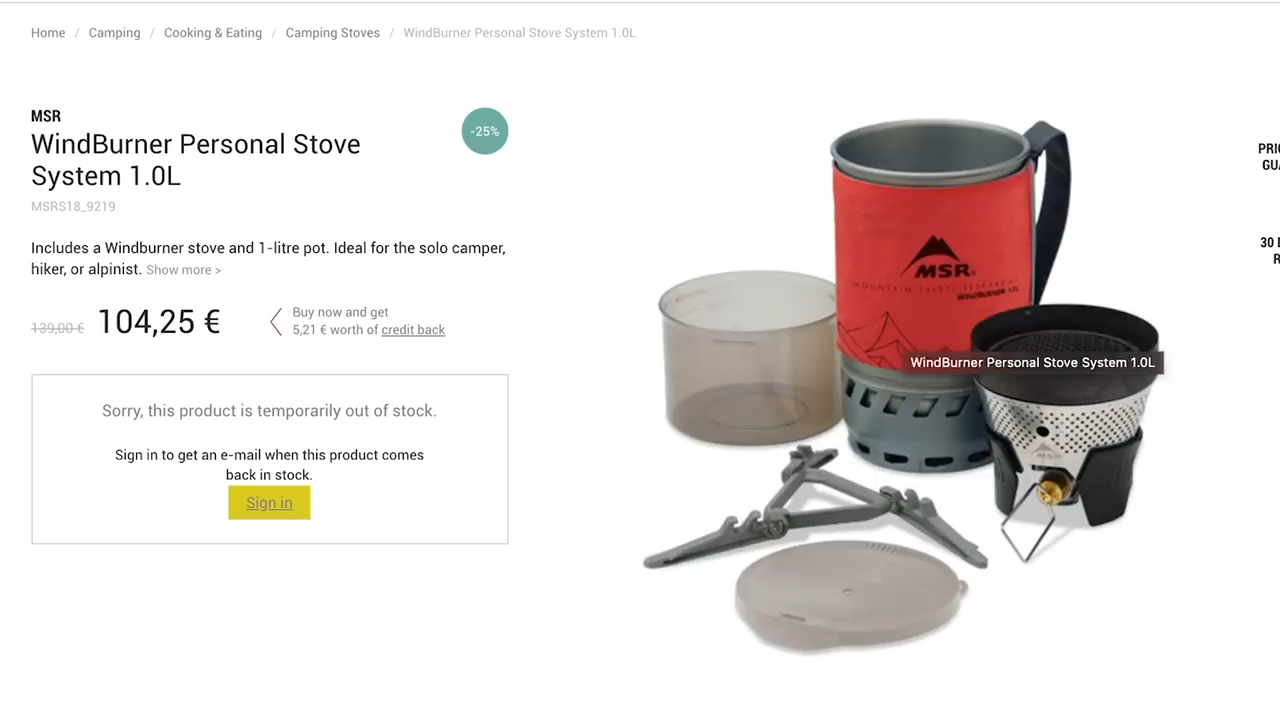 Home / Camping / Cooking & Eating / Camping Stoves / WindBurner Personal Stove System 1.0L
MSR
-25%
WindBurner Personal Stove
System 1.0L
MSRS18_9219
Includes a Windburner stove and 1-litre pot. Ideal for the solo camper,
hiker, or alpinist. Show more >
139,00 € 104,25 €
Buy now and get
5,21 € worth of credit back
Sorry, this product is temporarily out of stock.
Sign in to get an e-mail when this product comes
back in stock.
Sign in
MSR
MOUNTAIN SAFETY RESEARCH
WINDBURNER 1.0L
WindBurner Personal Stove System 1.0L
MSR
30